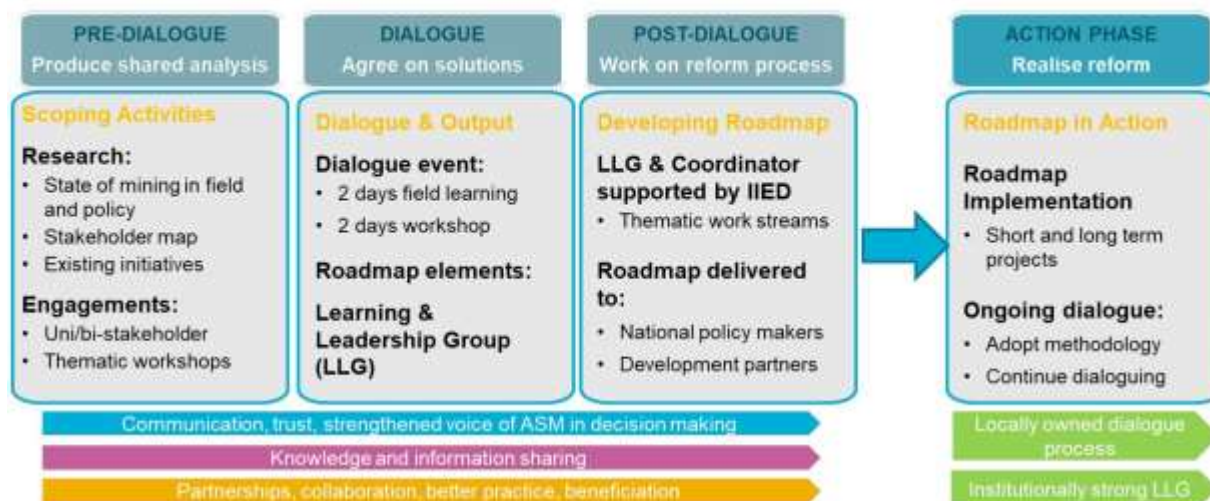 PRE-DIALOGUE
Produce shared analysis
Scoping Activities
Research:
• State of mining in field
and policy
• Stakeholder map
• Existing initiatives
Engagements:
• Uni/bi-stakeholder
• Thematic workshops
DIALOGUE
Agree on solutions
Dialogue & Output
Dialogue event:
• 2 days field learning
• 2 days workshop
Roadmap elements:
Learning &
Leadership Group
(LLG)
POST-DIALOGUE
Work on reform process
Developing Roadmap
LLG & Coordinator
supported by IIED
• Thematic work streams
Roadmap delivered
to:
• National policy makers
• Development partners
ACTION PHASE
Realise reform
Roadmap in Action
Roadmap
Implementation
• Short and long term
projects
Ongoing dialogue:
• Adopt methodology
• Continue dialoguing
Communication, trust, strengthened voice of ASM in decision making
Knowledge and information sharing
Partnerships, collaboration, better practice, beneficiation
Locally owned dialogue
process
Institutionally strong LLG